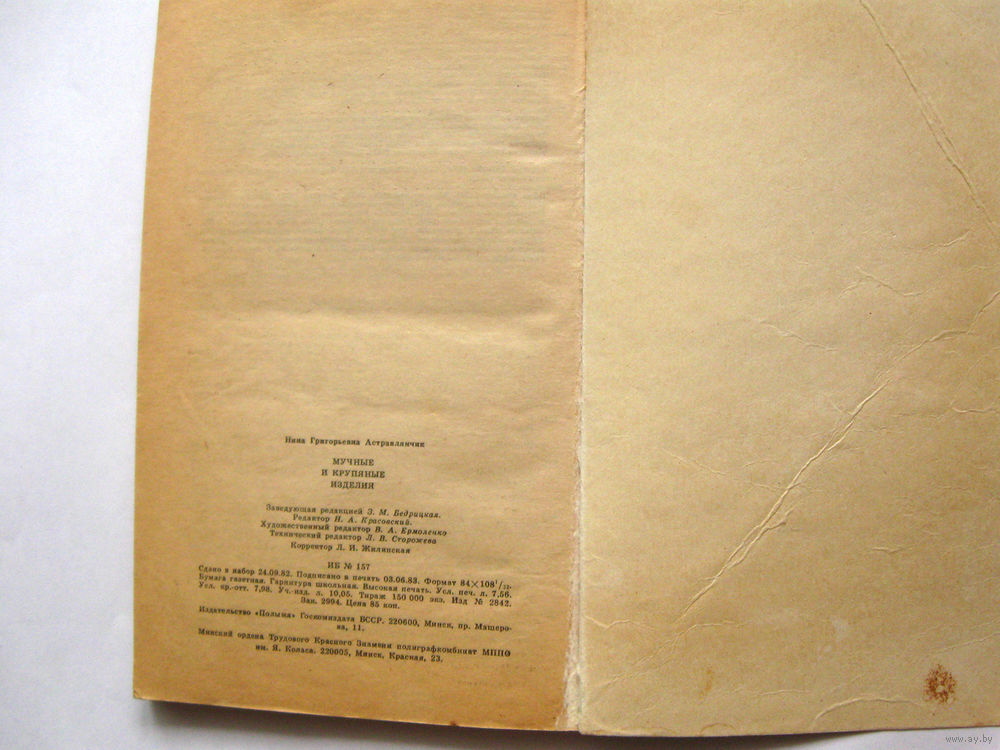 Нина Григорьевна Астравлянчик
МУЧНЫЕ
И КРУПЯНЫЕ
ИЗДЕЛИЯ
Заведующая редакцией З. М. Бедрицкая.
Редактор Н. А. Красовский.
Художественный редактор В. А. Ермоленко
Технический редактор Л. В. Сторожева
Корректор Л. И. Жилинская
ИБ № 157
Сдано в набор 24.09.82. Подписано в печать 03.06.83. Формат 84×108¹/₃₂.
Бумага газетная. Гарнитура школьная. Высокая печать. Усл. печ. л. 7,56.
Усл. кр.-отт. 7,98. Уч.-изд. л. 10,05. Тираж 150 000 экз. Изд № 2842.
Зак. 2994. Цена 85 коп.
Издательство «Полымя» Госкомиздата БССР. 220600, Минск, пр. Машеро-
ва, 11.
Минский ордена Трудового Красного Знамени полиграфкомбинат МППО
им. Я. Коласа. 220005, Минск, Красная, 23.
www.ay.by